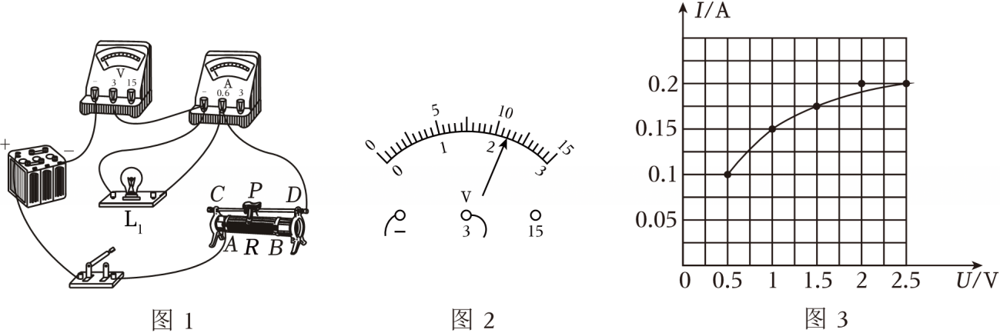 V
− 3 15
A
− 0.6 3
+ −
L1
C P D
A R B
图 1
0 5 10 15
0 1 2 3
V
− 3 15
图 2
I/A
0.2
0.15
0.1
0.05
0 0.5 1 1.5 2 2.5 U/V
图 3